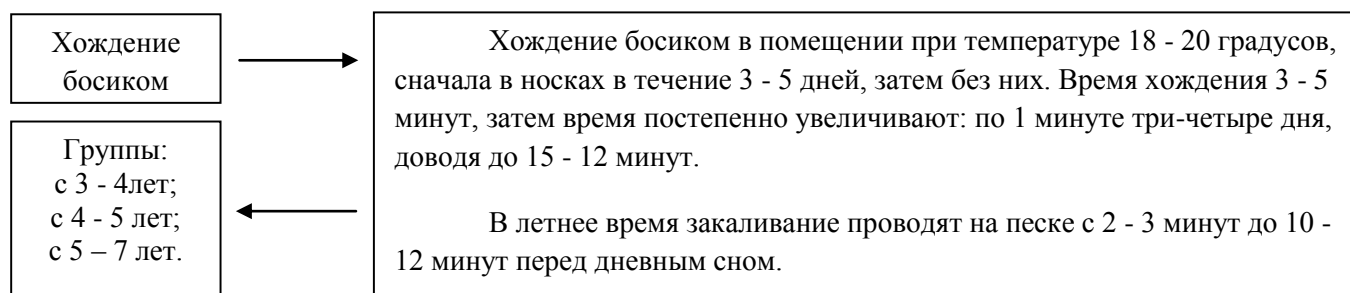 Хождение
босиком
Хождение босиком в помещении при температуре 18 - 20 градусов,
сначала в носках в течение 3 - 5 дней, затем без них. Время хождения 3 - 5
минут, затем время постепенно увеличивают: по 1 минуте три-четыре дня,
доводя до 15 - 12 минут.
Группы:
с 3 - 4лет;
с 4 - 5 лет;
с 5 – 7 лет.
В летнее время закаливание проводят на песке с 2 - 3 минут до 10 -
12 минут перед дневным сном.